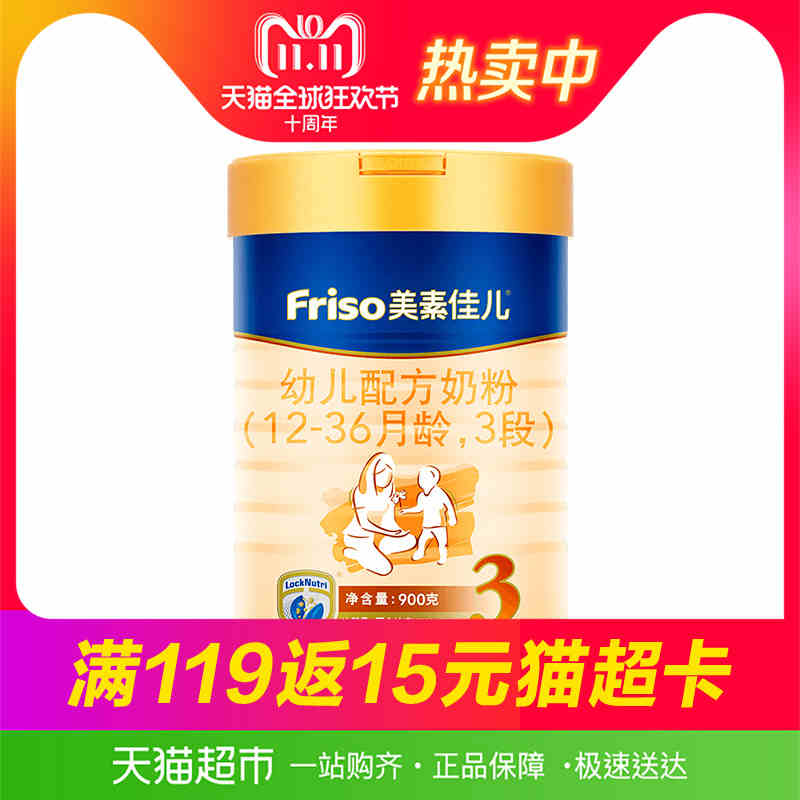 10
11.11
天猫全球狂欢节
十周年
热卖中
Friso美素佳儿®
幼儿配方奶粉
(12-36月龄,3段)
LockNutri
净含量:900克
3
满119返15元猫超卡
天猫超市 一站购齐·正品保障·极速送达